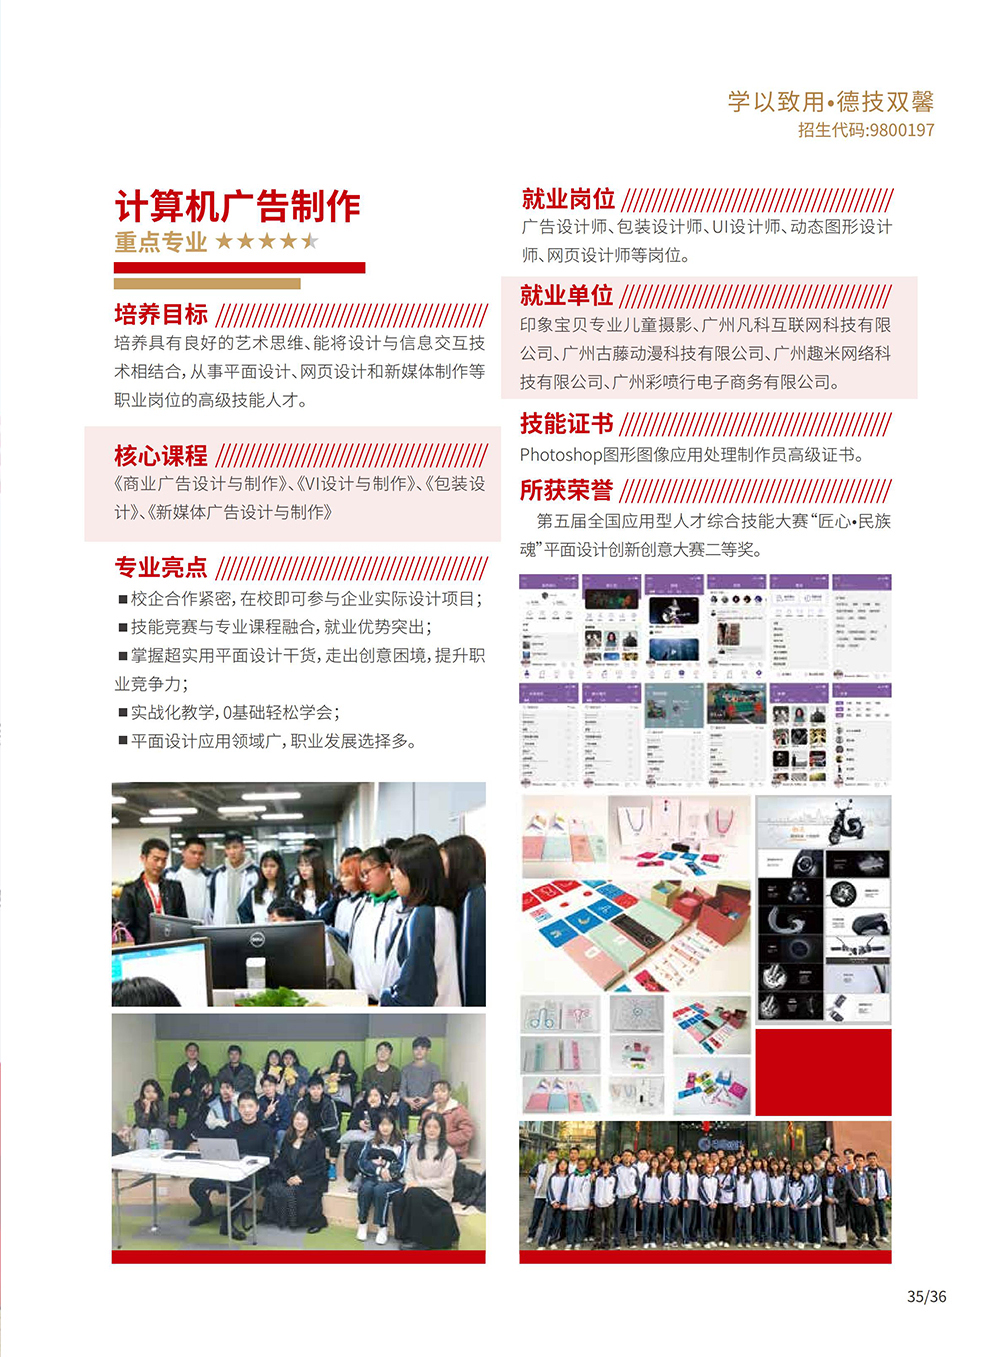 学以致用•德技双馨
招生代码:9800197
计算机广告制作
重点专业
培养目标
培养具有良好的艺术思维、能将设计与信息交互技
术相结合，从事平面设计、网页设计和新媒体制作等
职业岗位的高级技能人才。
核心课程
《商业广告设计与制作》、《VI设计与制作》、《包装设
计》、《新媒体广告设计与制作》
专业亮点
■校企合作紧密，在校即可参与企业实际设计项目；
■技能竞赛与专业课程融合，就业优势突出；
■掌握超实用平面设计干货，走出创意困境，提升职
业竞争力；
■实战化教学，0基础轻松学会；
■平面设计应用领域广，职业发展选择多。
就业岗位
广告设计师、包装设计师、UI设计师、动态图形设计
师、网页设计师等岗位。
就业单位
印象宝贝专业儿童摄影、广州凡科互联网科技有限
公司、广州古藤动漫科技有限公司、广州趣米网络科
技有限公司、广州彩喷行电子商务有限公司。
技能证书
Photoshop图形图像应用处理制作员高级证书。
所获荣誉
第五届全国应用型人才综合技能大赛“匠心•民族
魂”平面设计创新创意大赛二等奖。
DELL
35/36